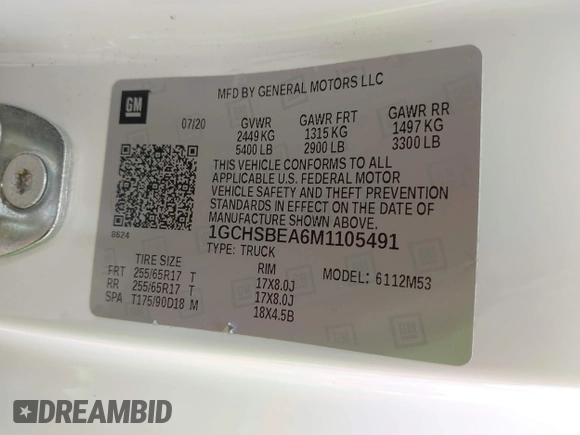 MFD BY GENERAL MOTORS LLC
GM
07/20 GVWR GAWR FRT GAWR RR
2449 KG 1315 KG 1497 KG
5400 LB 2900 LB 3300 LB
THIS VEHICLE CONFORMS TO ALL
APPLICABLE U.S. FEDERAL MOTOR
VEHICLE SAFETY AND THEFT PREVENTION
STANDARDS IN EFFECT ON THE DATE OF
MANUFACTURE SHOWN ABOVE.
8624
1GCHSBEA6M1105491
TYPE: TRUCK
TIRE SIZE RIM MODEL: 6112M53
FRT 255/65R17 T 17X8.0J
RR 255/65R17 T 17X8.0J
SPA T175/90D18 M 18X4.5B
DREAMBID